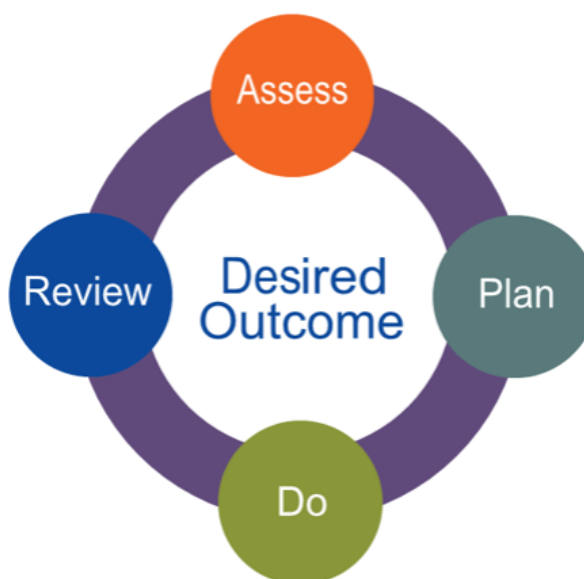 Assess
Review
Desired
Outcome
Plan
Do